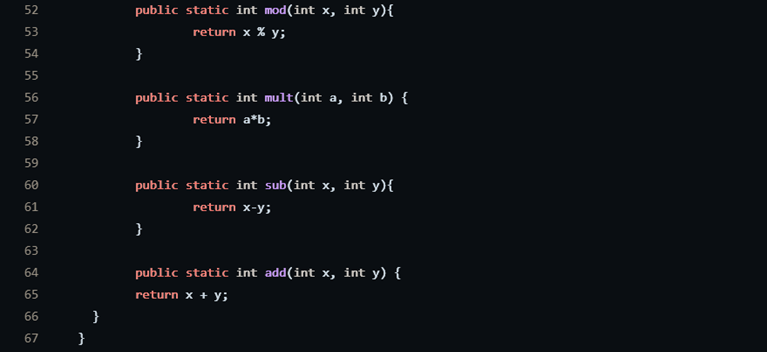 52 public static int mod(int x, int y){
53 return x % y;
54 }
55
56 public static int mult(int a, int b) {
57 return a*b;
58 }
59
60 public static int sub(int x, int y){
61 return x-y;
62 }
63
64 public static int add(int x, int y) {
65 return x + y;
66 }
67 }